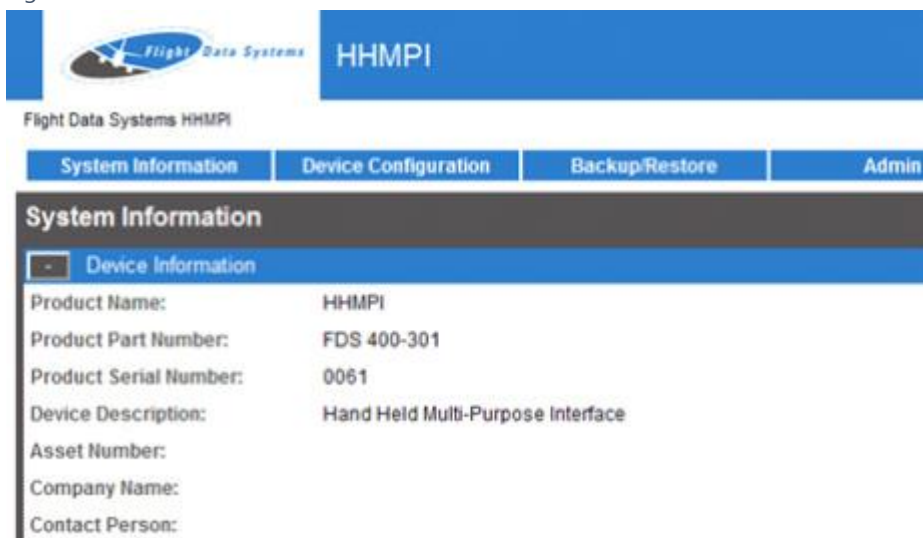 Flight Data Systems
HHMPI
Flight Data Systems HHMPI
System Information Device Configuration Backup/Restore Admin
System Information
- Device Information
Product Name: HHMPI
Product Part Number: FDS 400-301
Product Serial Number: 0061
Device Description: Hand Held Multi-Purpose Interface
Asset Number:
Company Name:
Contact Person: